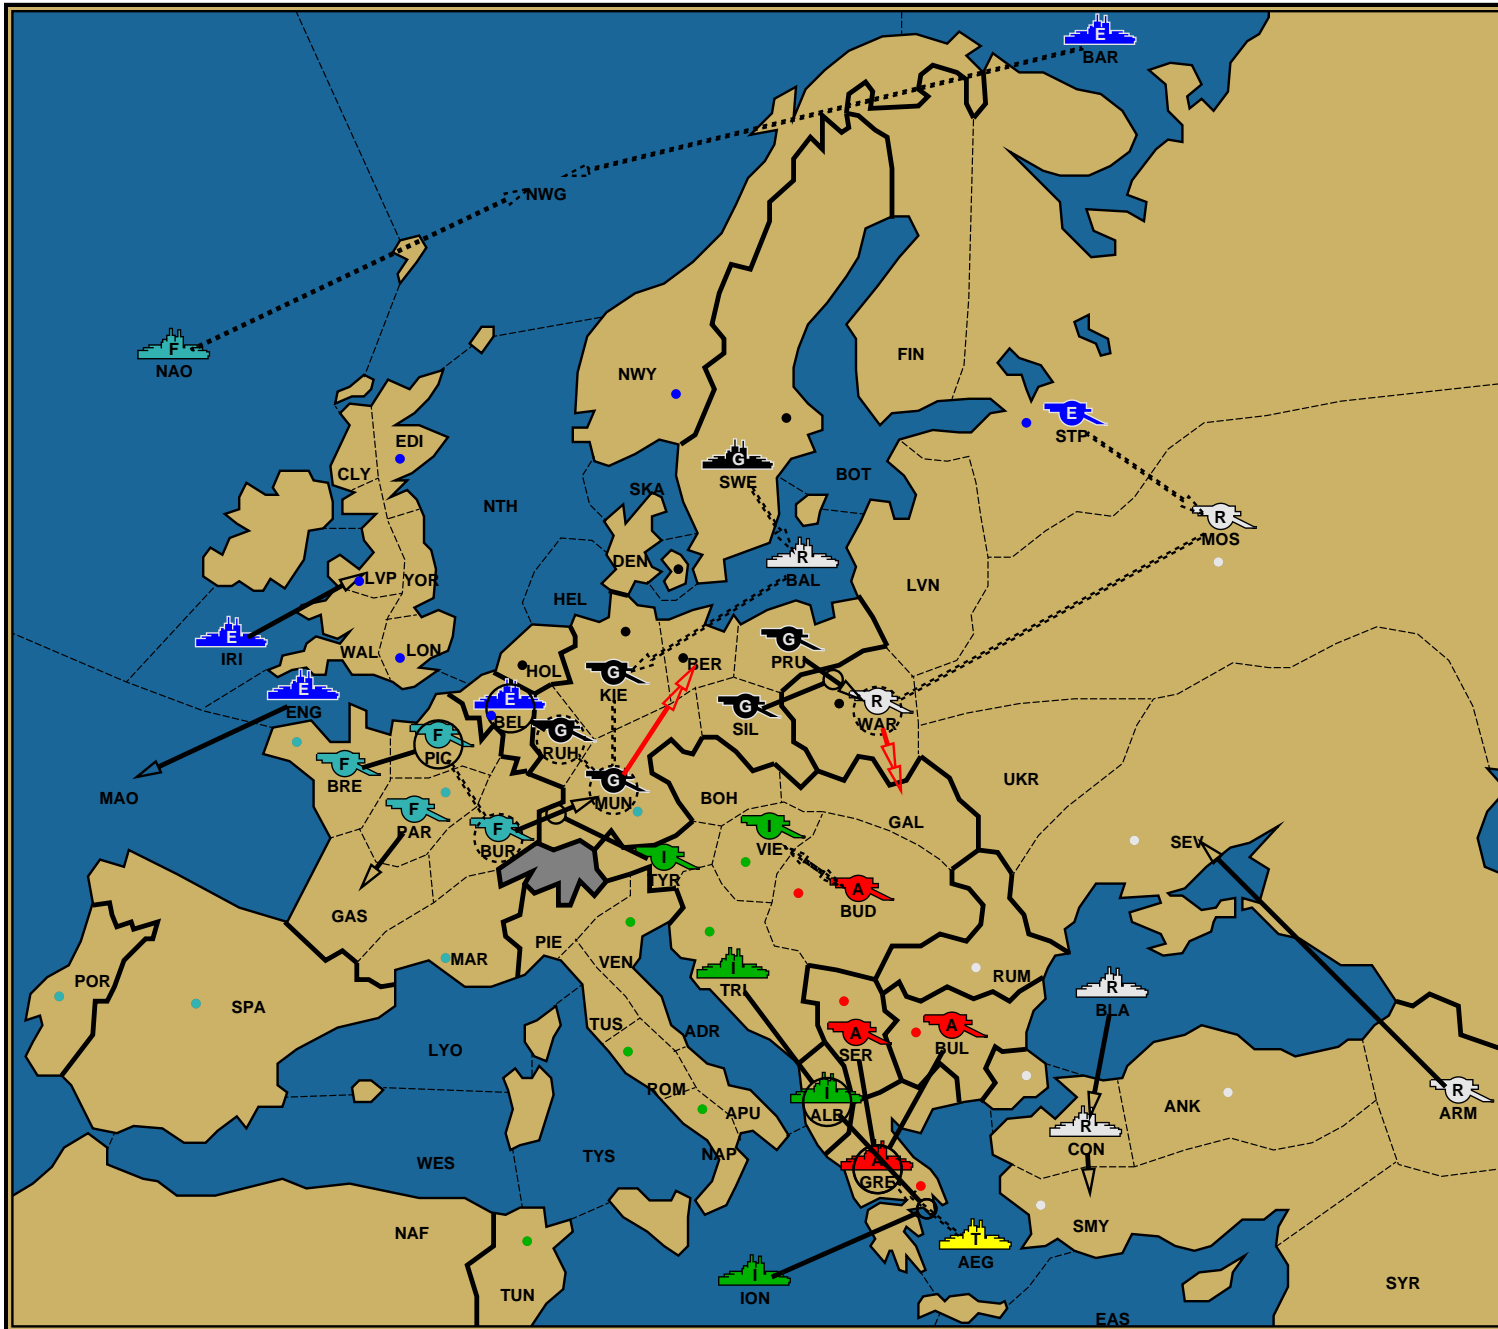 E
BAR
NWG
F
NAO
FIN
NWY
E
STP
EDI
G
SWE
CLY
BOT
SKA
NTH
R
MOS
R
BAL
DEN
LVP
YOR
LVN
HEL
E
IRI
WAL
LON
G
PRU
HOL
G
KIE
BER
E
ENG
E
BEL
G
SIL
R
WAR
G
RUH
F
PIC
F
BRE
G
MUN
BOH
UKR
MAO
F
PAR
GAL
F
BUR
I
VIE
SEV
I
TYR
A
BUD
GAS
PIE
MAR
VEN
I
TRI
RUM
POR
SPA
R
BLA
TUS
ADR
A
SER
A
BUL
LYO
ROM
APU
I
ALB
ANK
R
ARM
R
CON
NAP
WES
TYS
A
GRE
NAF
SMY
T
AEG
I
ION
TUN
SYR
EAS